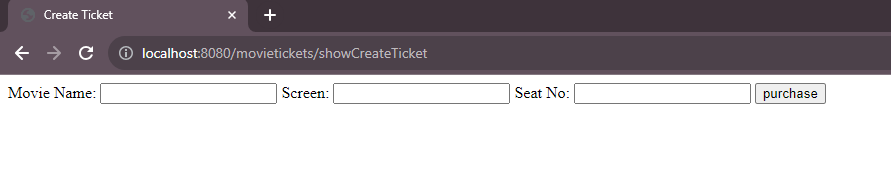 Create Ticket
localhost:8080/movietickets/showCreateTicket
Movie Name: Screen: Seat No: purchase